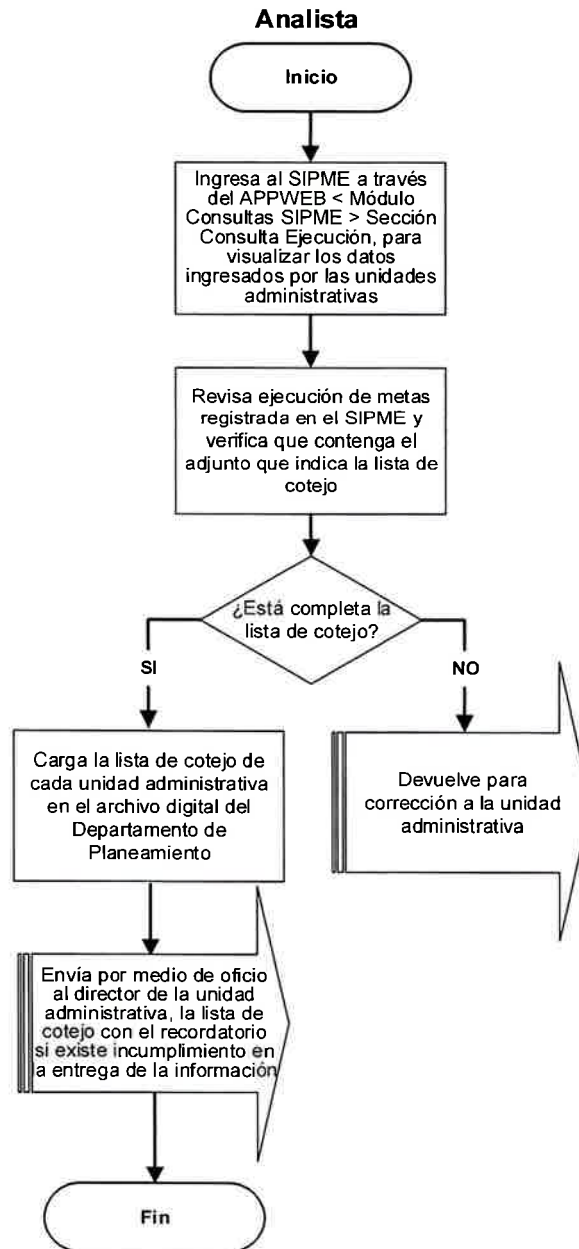 Analista
Inicio
Ingresa al SIPME a través
del APPWEB < Módulo
Consultas SIPME > Sección
Consulta Ejecución, para
visualizar los datos
ingresados por las unidades
administrativas
Revisa ejecución de metas
registrada en el SIPME y
verifica que contenga el
adjunto que indica la lista de
cotejo
¿Está completa la
lista de cotejo?
SI
NO
Carga la lista de cotejo de
cada unidad administrativa
en el archivo digital del
Departamento de
Planeamiento
Devuelve para
corrección a la unidad
administrativa
Envía por medio de oficio
al director de la unidad
administrativa, la lista de
cotejo con el recordatorio
si existe incumplimiento en
la entrega de la información
Fin